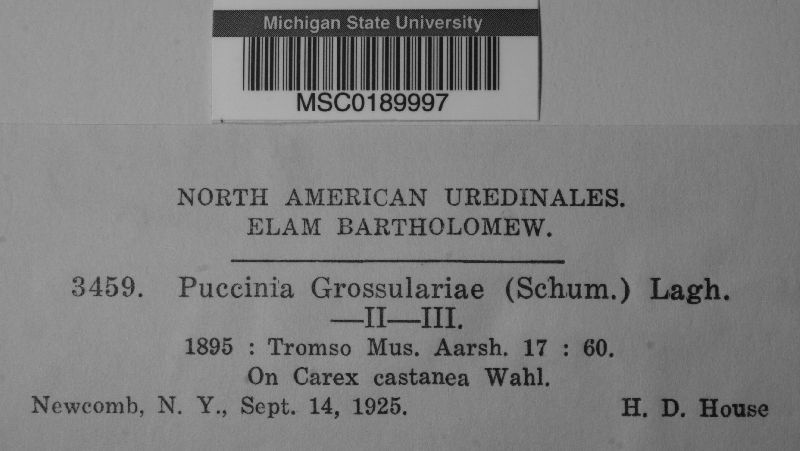 Michigan State University
MSC0189997
NORTH AMERICAN UREDINALES.
ELAM BARTHOLOMEW.
3459. Puccinia Grossulariae (Schum.) Lagh.
—II—III.
1895 : Tromso Mus. Aarsh. 17 : 60.
On Carex castanea Wahl.
Newcomb, N. Y., Sept. 14, 1925. H. D. House